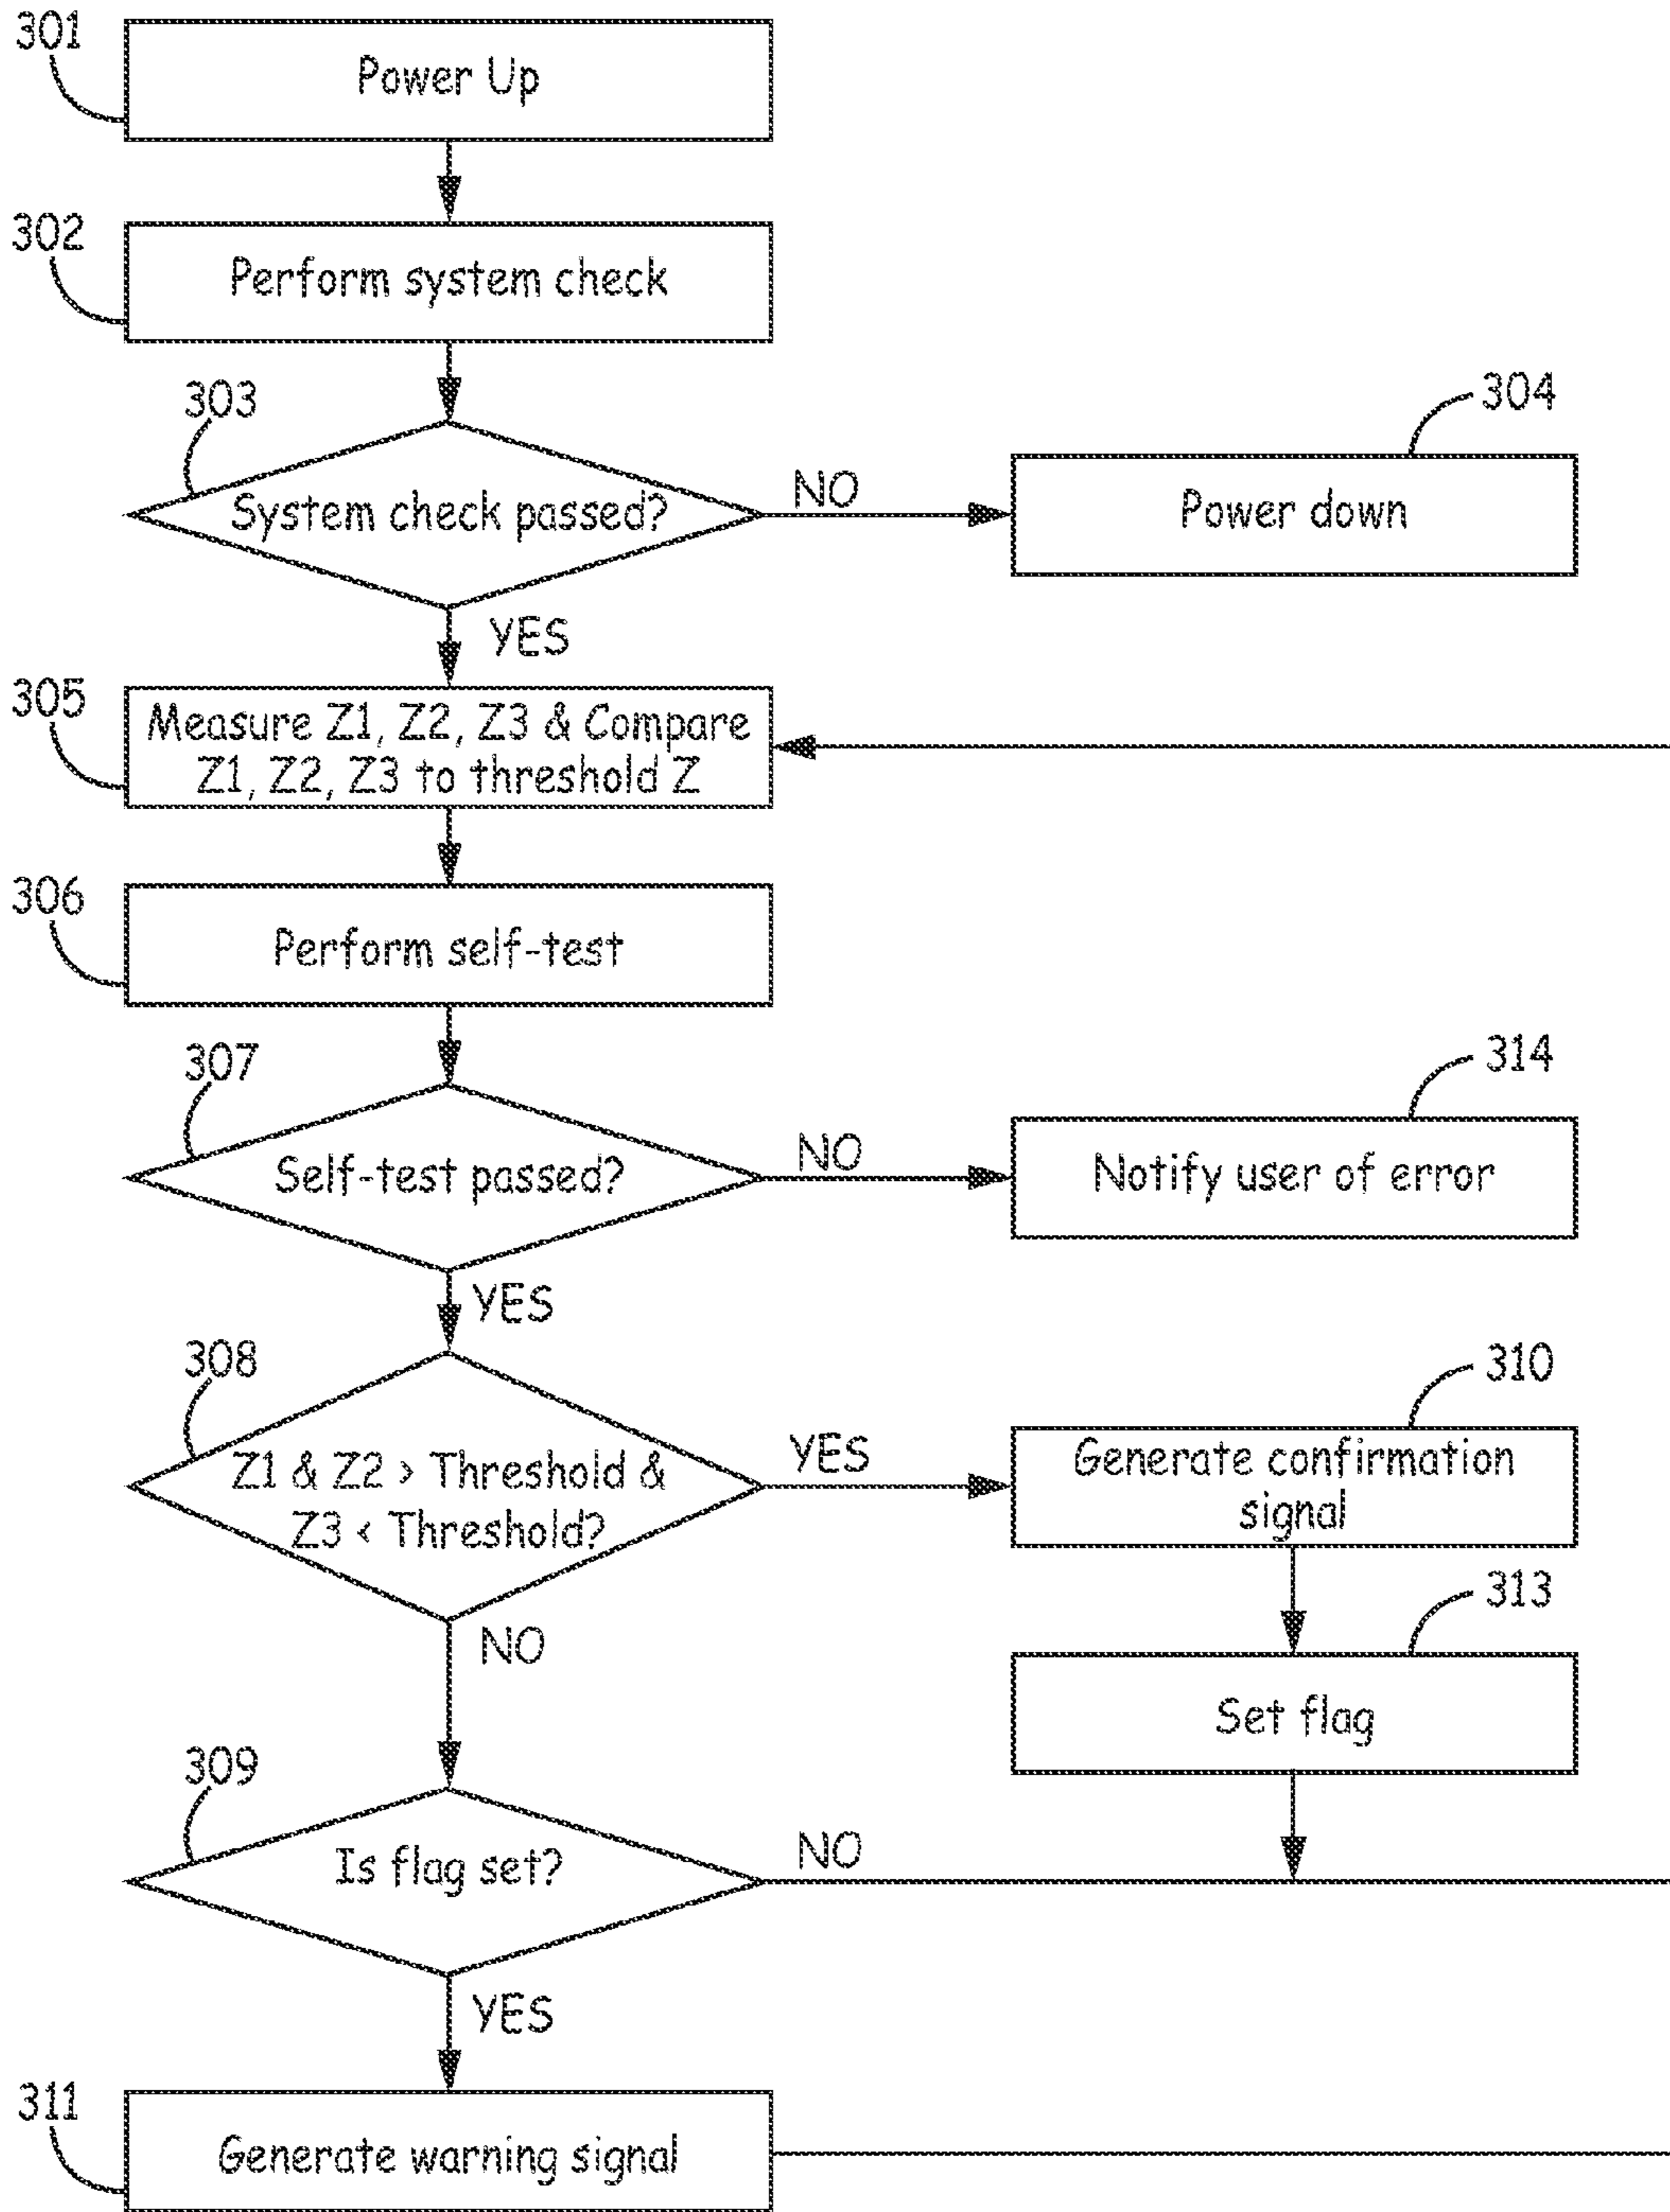 301
Power Up
302
Perform system check
303
System check passed?
NO
304
Power down
YES
305
Measure Z1, Z2, Z3 & Compare
Z1, Z2, Z3 to threshold Z
306
Perform self-test
307
Self-test passed?
NO
314
Notify user of error
YES
308
Z1 & Z2 > Threshold &
Z3 < Threshold?
YES
310
Generate confirmation
signal
313
Set flag
NO
309
Is flag set?
NO
YES
311
Generate warning signal